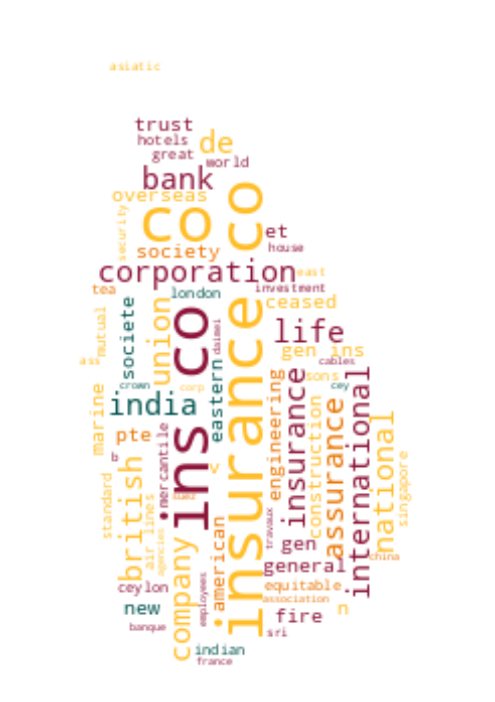 asiatic
trust
hotels
de
great
world
bank
overseas
co
insurance co
security
et
house
society
corporation
east
tea
investment
london
societe
union
ins co
ceased
mutual
daimei
life
gen ins
as
cables
eastern
sons
crown
corp
cey
india
marine
engineering
insurance
international
construction
assurance
national
pte
mercantile
b
british
v
singapore
standard
air lines
suez
american
travaux
gen
agencies
company
china
general
ceylon
employees
equitable
association
new
n
fire
banque
sri
indian
france